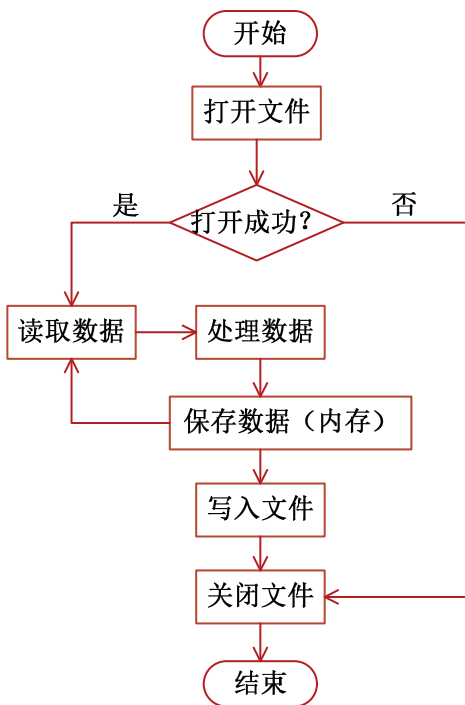 开始
打开文件
是
打开成功？
否
读取数据
处理数据
保存数据（内存）
写入文件
关闭文件
结束